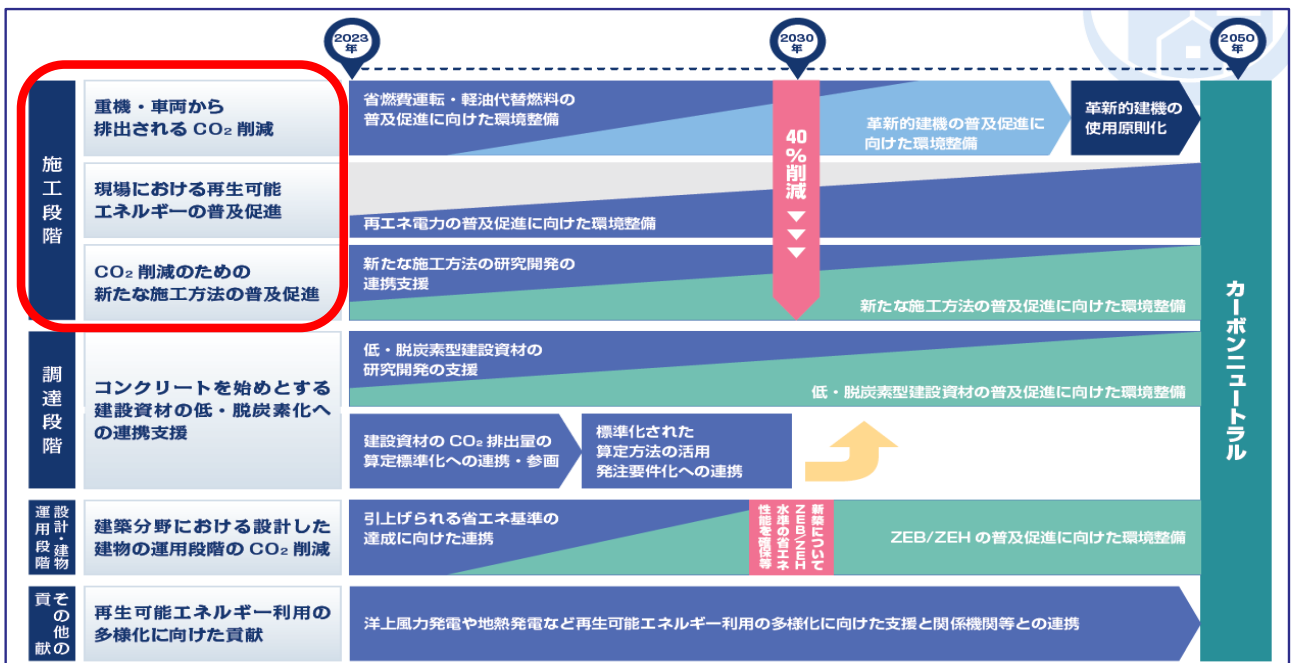 2023
年
2030
年
2050
年
施工段階
重機・車両から
排出される CO₂ 削減
省燃費運転・軽油代替燃料の
普及促進に向けた環境整備
革新的建機の普及促進に
向けた環境整備
革新的建機の
使用原則化
40%削減
現場における再生可能
エネルギーの普及促進
再エネ電力の普及促進に向けた環境整備
CO₂ 削減のための
新たな施工方法の普及促進
新たな施工方法の研究開発の
連携支援
新たな施工方法の普及促進に向けた環境整備
調達段階
コンクリートを始めとする
建設資材の低・脱炭素化へ
の連携支援
低・脱炭素型建設資材の
研究開発の支援
低・脱炭素型建設資材の普及促進に向けた環境整備
建設資材の CO₂ 排出量の
算定標準化への連携・参画
標準化された
算定方法の活用
発注要件化への連携
設計・建物
運用段階
建築分野における設計した
建物の運用段階の CO₂ 削減
引上げられる省エネ基準の
達成に向けた連携
新築について
ZEB/ZEH
水準の省エネ
性能を確保等
ZEB/ZEH の普及促進に向けた環境整備
その他の
貢献
再生可能エネルギー利用の
多様化に向けた貢献
洋上風力発電や地熱発電など再生可能エネルギー利用の多様化に向けた支援と関係機関等との連携
カーボンニュートラル